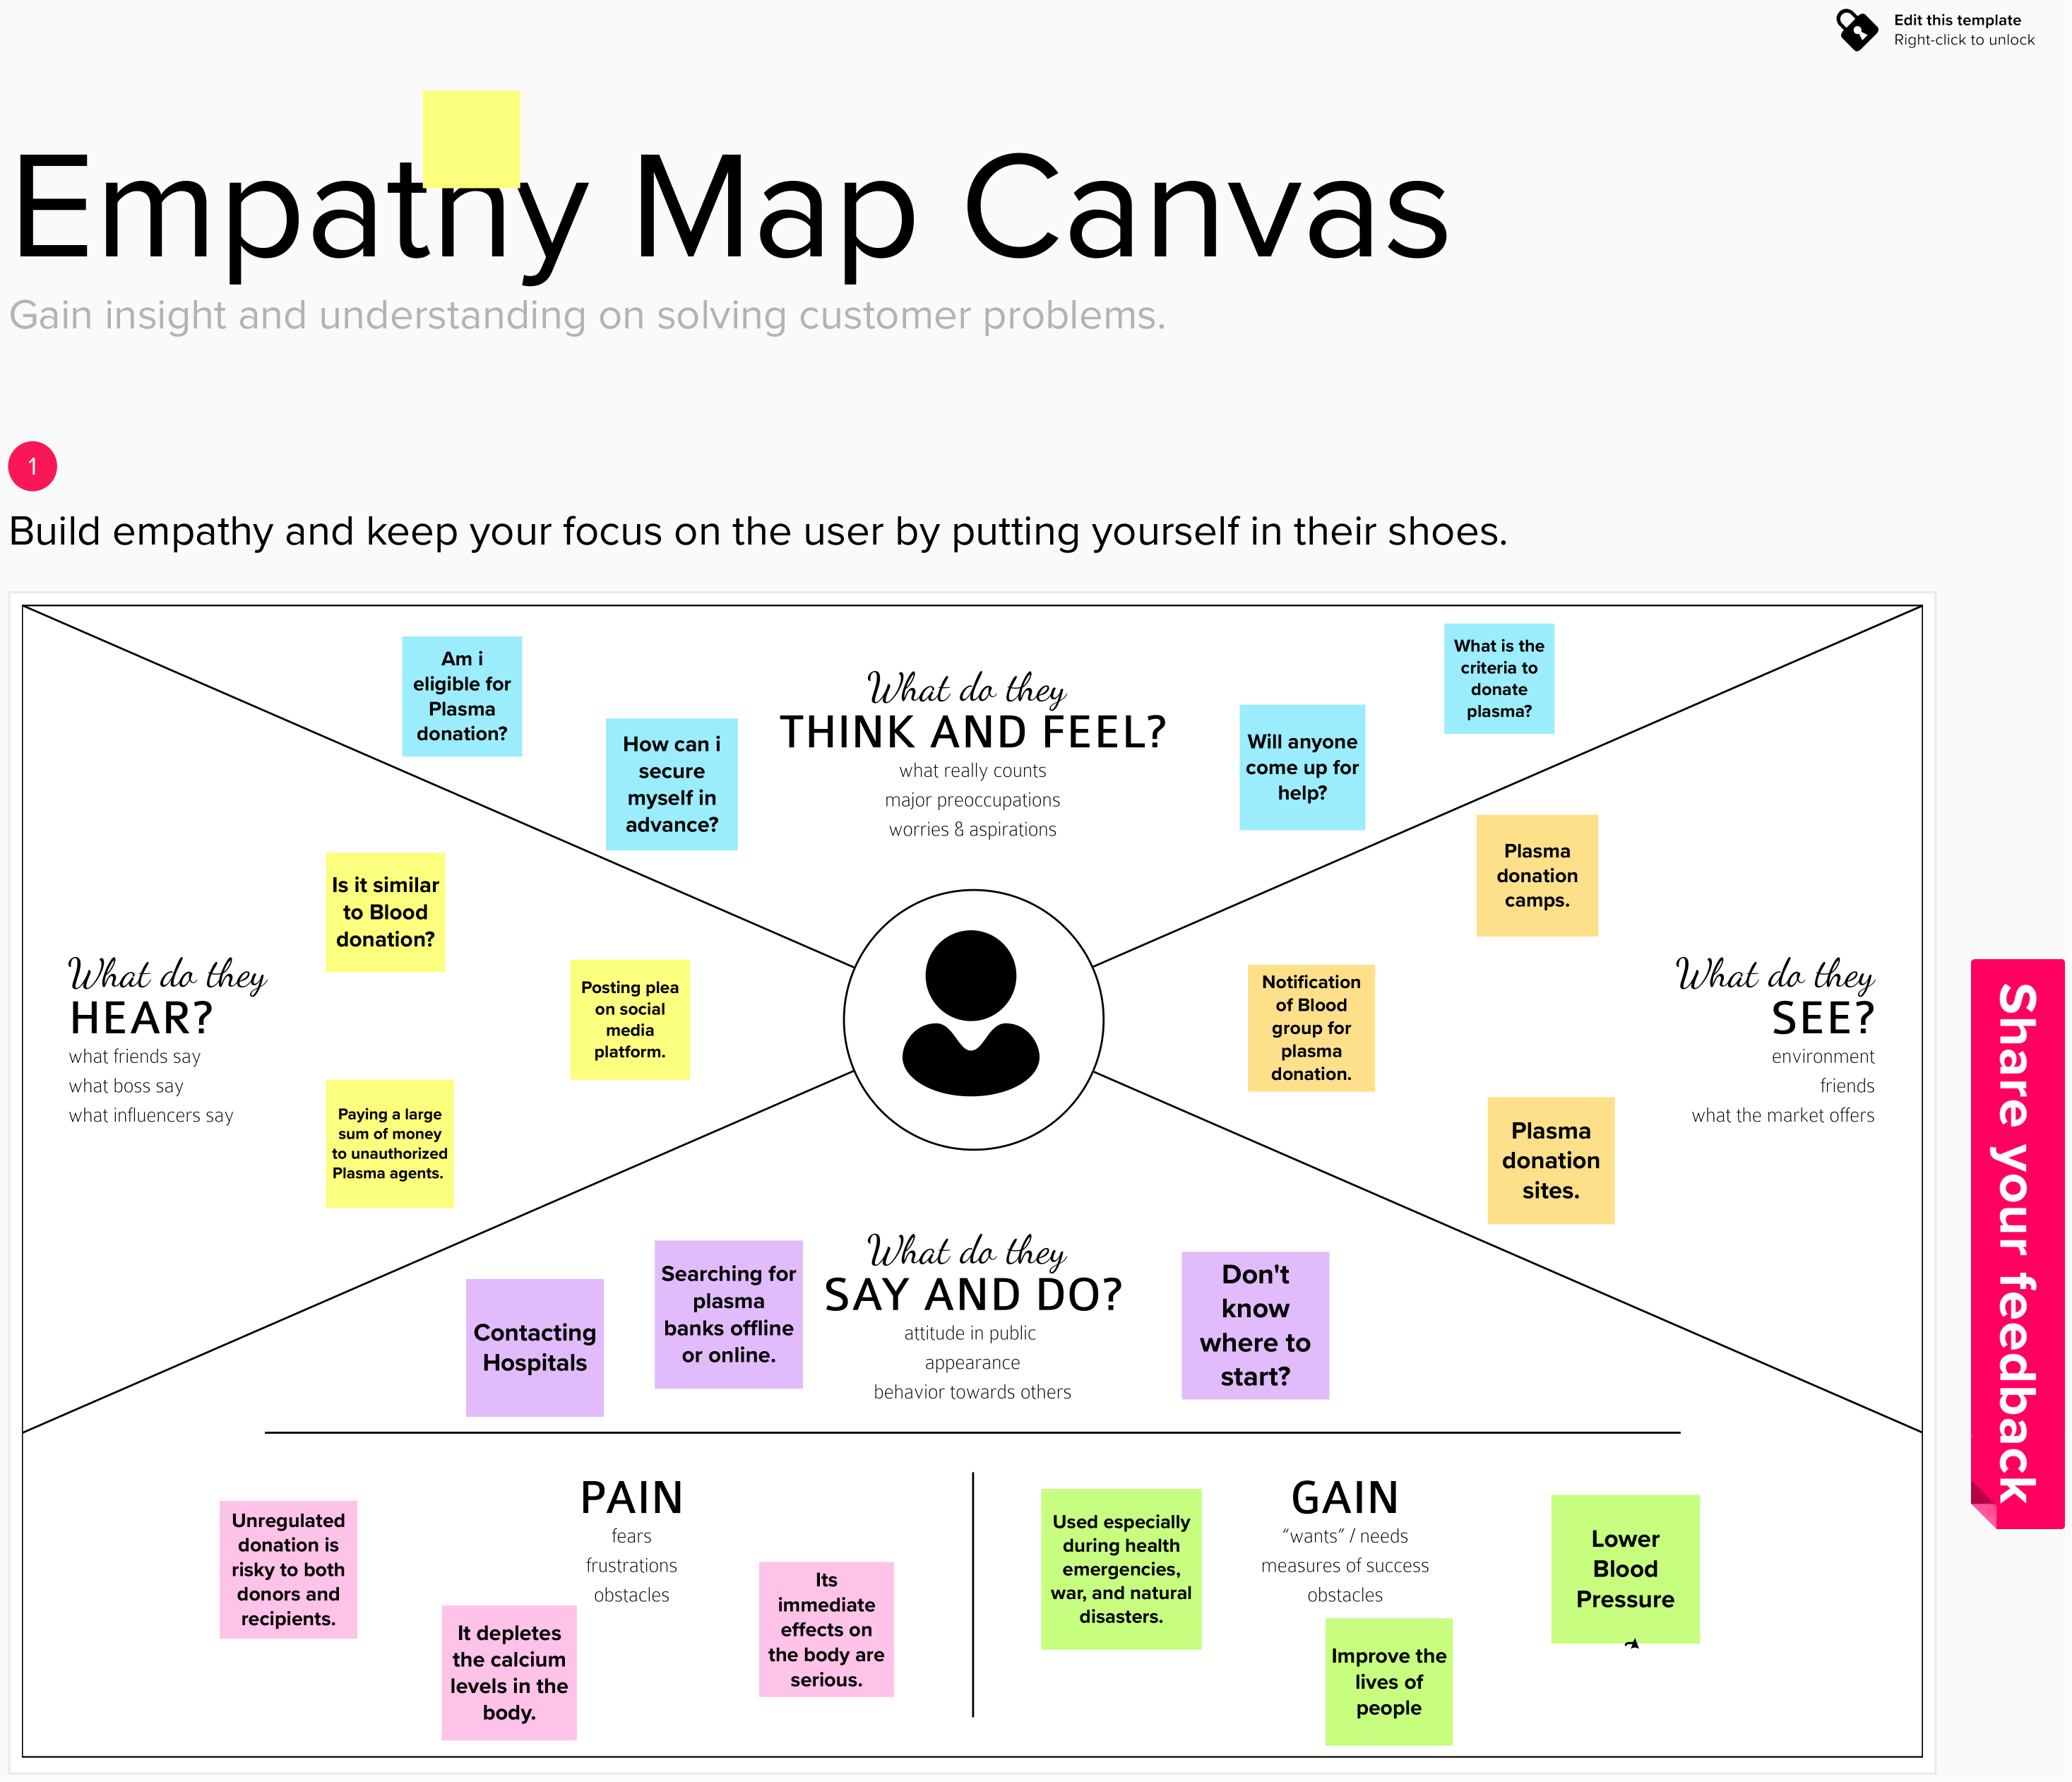 Edit this template
Right-click to unlock
Empathy Map Canvas
Gain insight and understanding on solving customer problems.
1
Build empathy and keep your focus on the user by putting yourself in their shoes.
Am i
eligible for
Plasma
donation?
How can i
secure
myself in
advance?
What do they
THINK AND FEEL?
what really counts
major preoccupations
worries & aspirations
Will anyone
come up for
help?
What is the
criteria to
donate
plasma?
What do they
HEAR?
what friends say
what boss say
what influencers say
Is it similar
to Blood
donation?
Posting plea
on social
media
platform.
Paying a large
sum of money
to unauthorized
Plasma agents.
Plasma
donation
camps.
Notification
of Blood
group for
plasma
donation.
Plasma
donation
sites.
What do they
SEE?
environment
friends
what the market offers
Share your feedback
Contacting
Hospitals
Searching for
plasma
banks offline
or online.
What do they
SAY AND DO?
attitude in public
appearance
behavior towards others
Don't
know
where to
start?
PAIN
fears
frustrations
obstacles
Unregulated
donation is
risky to both
donors and
recipients.
It depletes
the calcium
levels in the
body.
Its
immediate
effects on
the body are
serious.
GAIN
“wants” / needs
measures of success
obstacles
Used especially
during health
emergencies,
war, and natural
disasters.
Improve the
lives of
people
Lower
Blood
Pressure